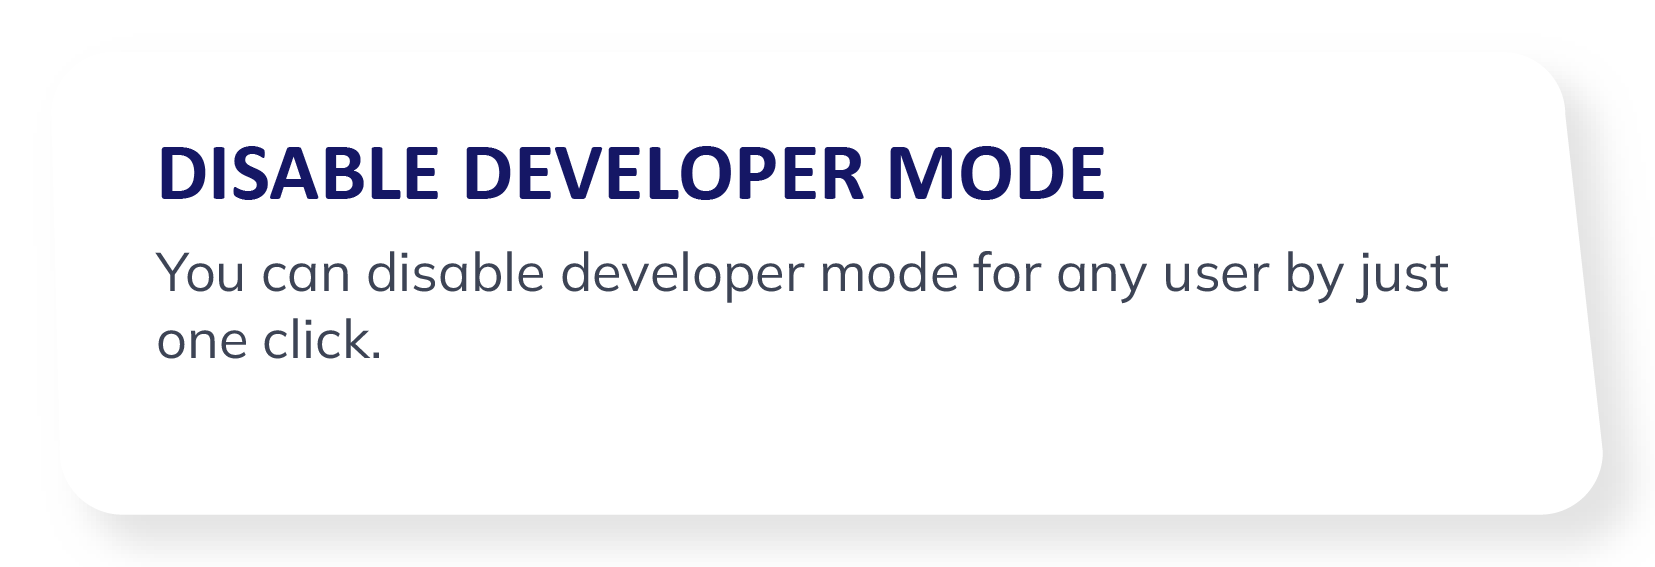 DISABLE DEVELOPER MODE
You can disable developer mode for any user by just
one click.